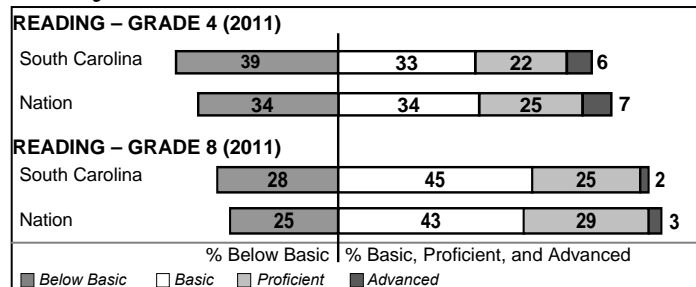 READING – GRADE 4 (2011)
South Carolina 39 33 22 6
Nation 34 34 25 7
READING – GRADE 8 (2011)
South Carolina 28 45 25 2
Nation 25 43 29 3
% Below Basic % Basic, Proficient, and Advanced
Below Basic Basic Proficient Advanced